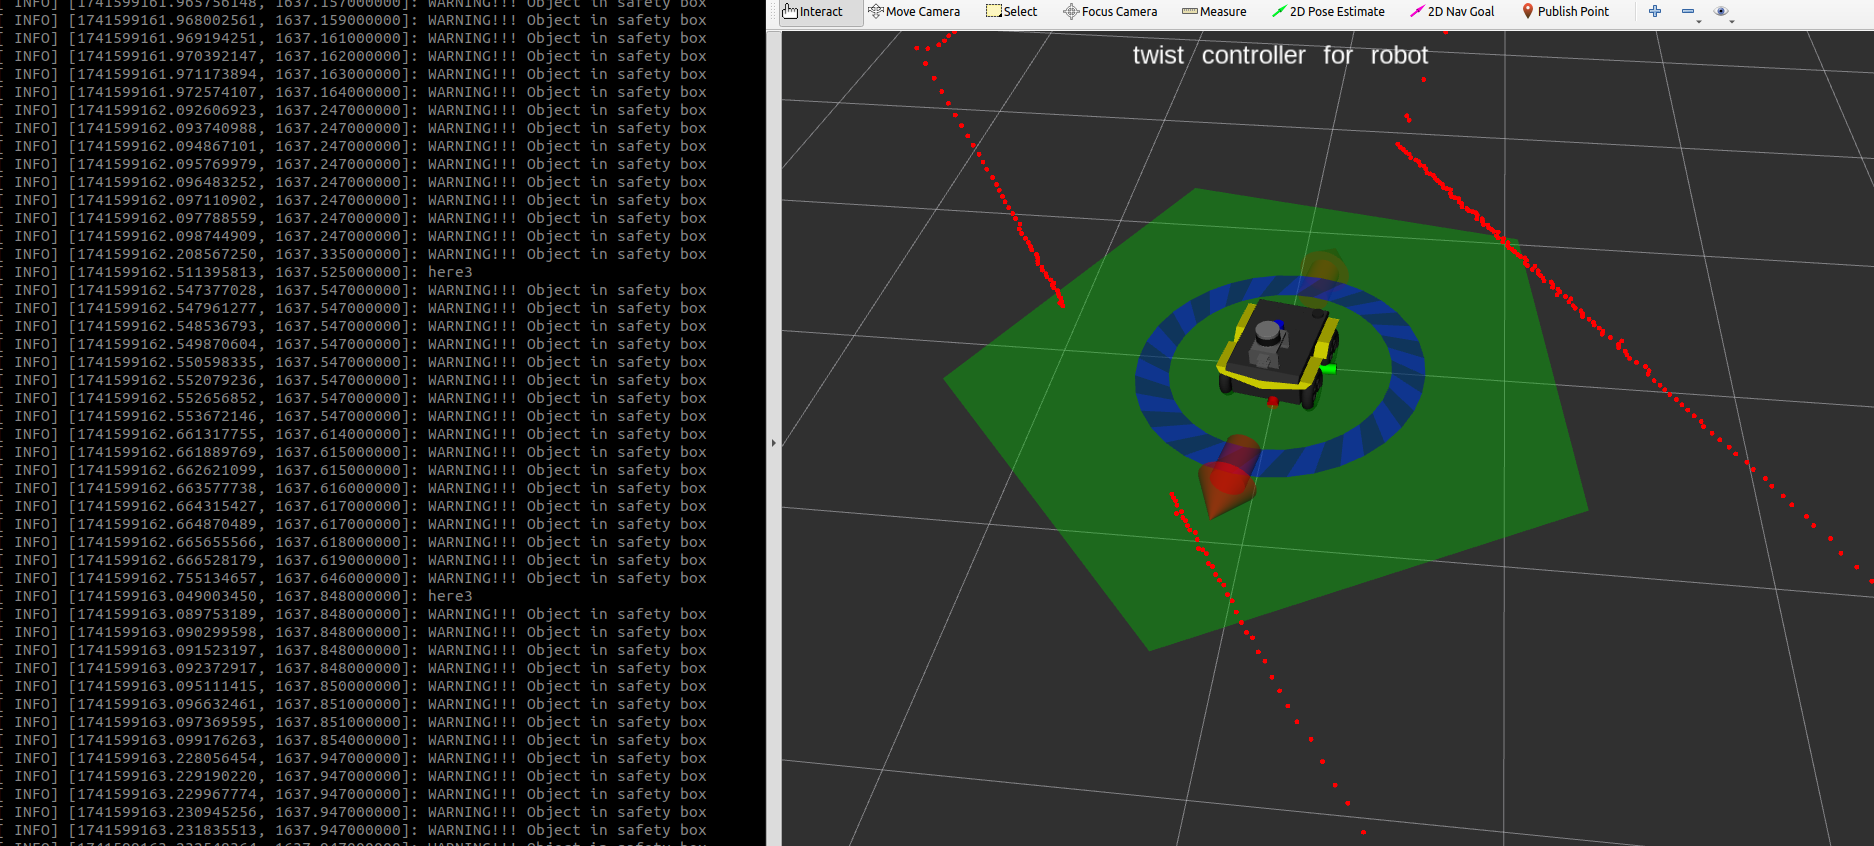 INFO] [1741599161.965756148, 1637.157000000]: WARNING!!! Object in safety box
INFO] [1741599161.968002561, 1637.159000000]: WARNING!!! Object in safety box
INFO] [1741599161.969194251, 1637.161000000]: WARNING!!! Object in safety box
INFO] [1741599161.970392147, 1637.162000000]: WARNING!!! Object in safety box
INFO] [1741599161.971173894, 1637.163000000]: WARNING!!! Object in safety box
INFO] [1741599161.972574107, 1637.164000000]: WARNING!!! Object in safety box
INFO] [1741599162.092606923, 1637.247000000]: WARNING!!! Object in safety box
INFO] [1741599162.093740988, 1637.247000000]: WARNING!!! Object in safety box
INFO] [1741599162.094867101, 1637.247000000]: WARNING!!! Object in safety box
INFO] [1741599162.095769979, 1637.247000000]: WARNING!!! Object in safety box
INFO] [1741599162.096483252, 1637.247000000]: WARNING!!! Object in safety box
INFO] [1741599162.097110902, 1637.247000000]: WARNING!!! Object in safety box
INFO] [1741599162.097788559, 1637.247000000]: WARNING!!! Object in safety box
INFO] [1741599162.098744909, 1637.247000000]: WARNING!!! Object in safety box
INFO] [1741599162.208567250, 1637.335000000]: WARNING!!! Object in safety box
INFO] [1741599162.511395813, 1637.525000000]: here3
INFO] [1741599162.547377028, 1637.547000000]: WARNING!!! Object in safety box
INFO] [1741599162.547961277, 1637.547000000]: WARNING!!! Object in safety box
INFO] [1741599162.548536793, 1637.547000000]: WARNING!!! Object in safety box
INFO] [1741599162.549870604, 1637.547000000]: WARNING!!! Object in safety box
INFO] [1741599162.550598335, 1637.547000000]: WARNING!!! Object in safety box
INFO] [1741599162.552079236, 1637.547000000]: WARNING!!! Object in safety box
INFO] [1741599162.552656852, 1637.547000000]: WARNING!!! Object in safety box
INFO] [1741599162.553672146, 1637.547000000]: WARNING!!! Object in safety box
INFO] [1741599162.661317755, 1637.614000000]: WARNING!!! Object in safety box
INFO] [1741599162.661889769, 1637.615000000]: WARNING!!! Object in safety box
INFO] [1741599162.662621099, 1637.615000000]: WARNING!!! Object in safety box
INFO] [1741599162.663577738, 1637.616000000]: WARNING!!! Object in safety box
INFO] [1741599162.664315427, 1637.617000000]: WARNING!!! Object in safety box
INFO] [1741599162.664870489, 1637.617000000]: WARNING!!! Object in safety box
INFO] [1741599162.665655566, 1637.618000000]: WARNING!!! Object in safety box
INFO] [1741599162.666528179, 1637.619000000]: WARNING!!! Object in safety box
INFO] [1741599162.755134657, 1637.646000000]: WARNING!!! Object in safety box
INFO] [1741599163.049003450, 1637.848000000]: here3
INFO] [1741599163.089753189, 1637.848000000]: WARNING!!! Object in safety box
INFO] [1741599163.090299598, 1637.848000000]: WARNING!!! Object in safety box
INFO] [1741599163.091523197, 1637.848000000]: WARNING!!! Object in safety box
INFO] [1741599163.092372917, 1637.848000000]: WARNING!!! Object in safety box
INFO] [1741599163.095111415, 1637.850000000]: WARNING!!! Object in safety box
INFO] [1741599163.096632461, 1637.851000000]: WARNING!!! Object in safety box
INFO] [1741599163.097369595, 1637.851000000]: WARNING!!! Object in safety box
INFO] [1741599163.099176263, 1637.854000000]: WARNING!!! Object in safety box
INFO] [1741599163.228056454, 1637.947000000]: WARNING!!! Object in safety box
INFO] [1741599163.229190220, 1637.947000000]: WARNING!!! Object in safety box
INFO] [1741599163.229967774, 1637.947000000]: WARNING!!! Object in safety box
INFO] [1741599163.230945256, 1637.947000000]: WARNING!!! Object in safety box
INFO] [1741599163.231835513, 1637.947000000]: WARNING!!! Object in safety box
Interact Move Camera Select Focus Camera Measure 2D Pose Estimate 2D Nav Goal Publish Point
twist controller for robot